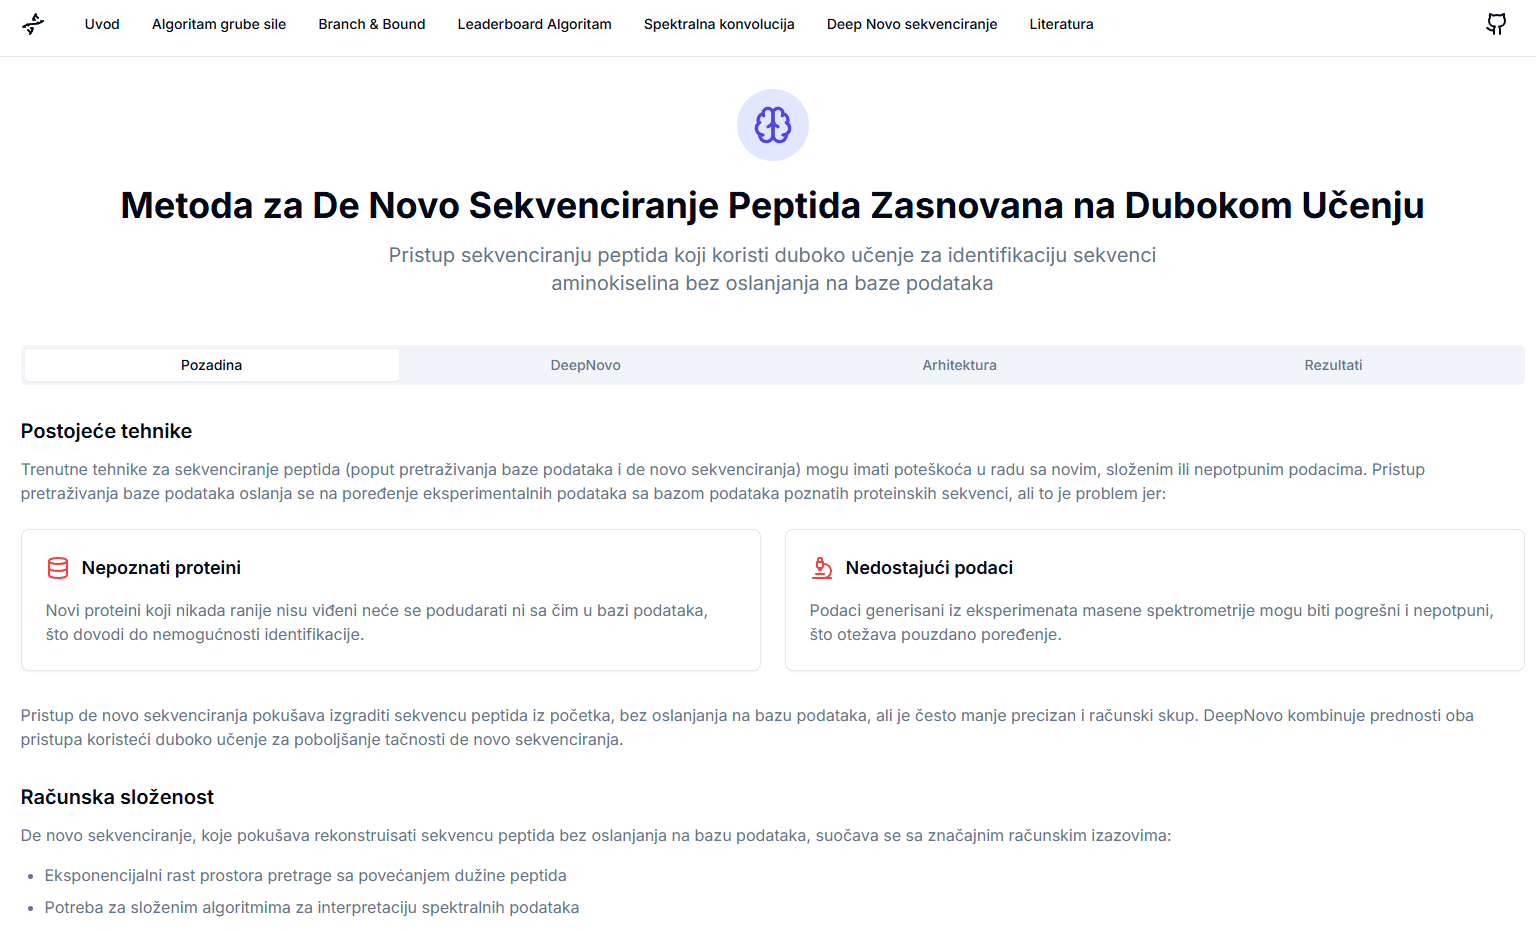 Uvod Algoritam grube sile Branch & Bound Leaderboard Algoritam Spektralna konvolucija Deep Novo sekvenciranje Literatura
Metoda za De Novo Sekvenciranje Peptida Zasnovana na Dubokom Učenju
Pristup sekvenciranju peptida koji koristi duboko učenje za identifikaciju sekvenci
aminokiselina bez oslanjanja na baze podataka
Pozadina DeepNovo Arhitektura Rezultati
Postojeće tehnike
Trenutne tehnike za sekvenciranje peptida (poput pretraživanja baze podataka i de novo sekvenciranja) mogu imati poteškoća u radu sa novim, složenim ili nepotpunim podacima. Pristup
pretraživanja baze podataka oslanja se na poređenje eksperimentalnih podataka sa bazom podataka poznatih proteinskih sekvenci, ali to je problem jer:
Nepoznati proteini
Novi proteini koji nikada ranije nisu viđeni neće se podudarati ni sa čim u bazi podataka,
što dovodi do nemogućnosti identifikacije.
Nedostajući podaci
Podaci generisani iz eksperimenata masene spektrometrije mogu biti pogrešni i nepotpuni,
što otežava pouzdano poređenje.
Pristup de novo sekvenciranja pokušava izgraditi sekvencu peptida iz početka, bez oslanjanja na bazu podataka, ali je često manje precizan i računski skup. DeepNovo kombinuje prednosti oba
pristupa koristeći duboko učenje za poboljšanje tačnosti de novo sekvenciranja.
Računska složenost
De novo sekvenciranje, koje pokušava rekonstruisati sekvencu peptida bez oslanjanja na bazu podataka, suočava se sa značajnim računskim izazovima:
• Eksponencijalni rast prostora pretrage sa povećanjem dužine peptida
• Potreba za složenim algoritmima za interpretaciju spektralnih podataka